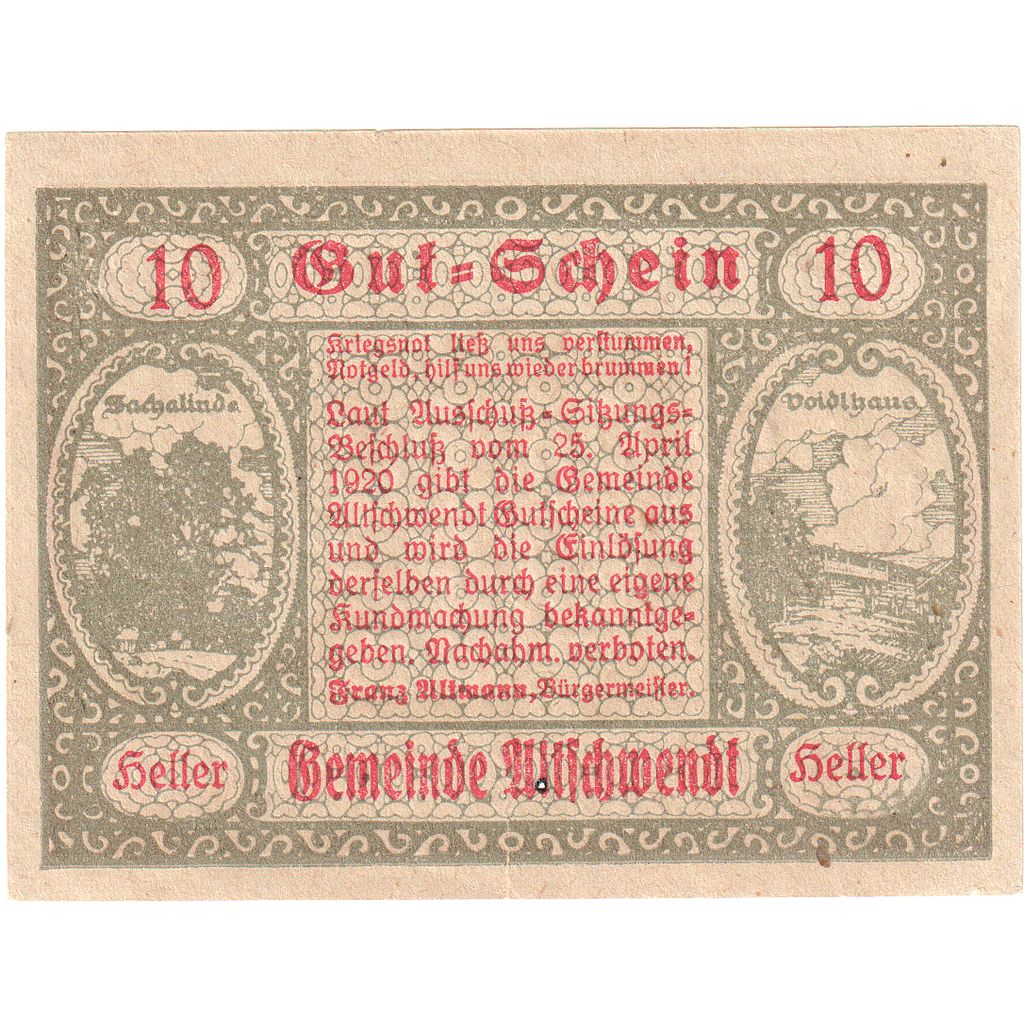 10 Gut=Schein 10
Kriegsnot ließ uns verstummen,
Notgeld, hilf uns wieder brummen!
Sachalinde
Voidlhaus
Laut Ausschuß=Sitzungs=
Beschluß vom 25. April
1920 gibt die Gemeinde
Altschwendt Gutscheine aus
und wird die Einlösung
derselben durch eine eigene
Kundmachung bekanntge=
geben. Nachahm. verboten.
Franz Altmann, Bürgermeister.
Heller Gemeinde Altschwendt Heller